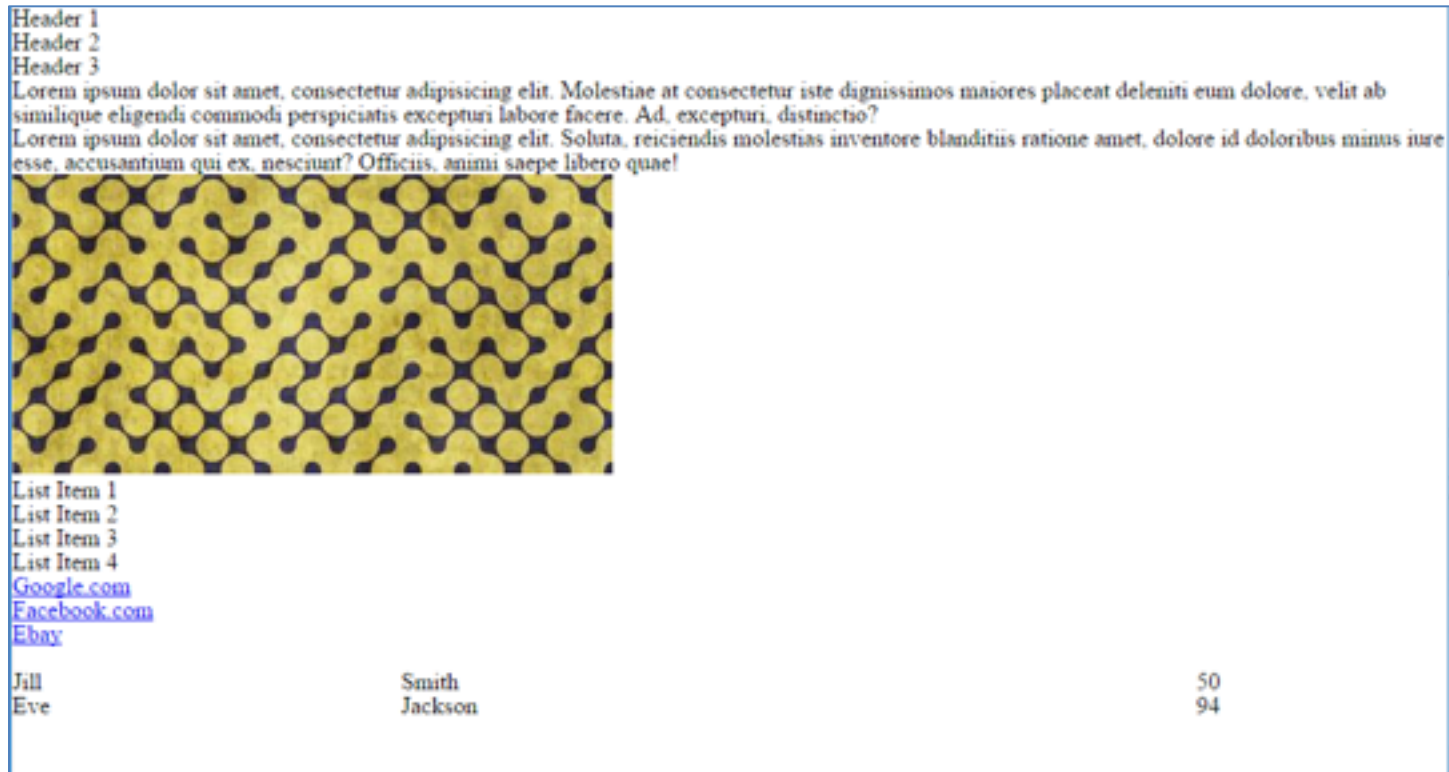 Header 1
Header 2
Header 3
Lorem ipsum dolor sit amet, consectetur adipisicing elit. Molestiae at consectetur iste dignissimos maiores placeat deleniti eum dolore, velit ab
similique eligendi commodi perspiciatis excepturi labore facere. Ad, excepturi, distinctio?
Lorem ipsum dolor sit amet, consectetur adipisicing elit. Soluta, reiciendis molestias inventore blanditiis ratione amet, dolore id doloribus minus iure
esse, accusantium qui ex, nesciunt? Officiis, animi saepe libero quae!
List Item 1
List Item 2
List Item 3
List Item 4
Google.com
Facebook.com
Ebay
Jill Smith 50
Eve Jackson 94